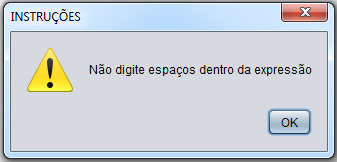 INSTRUÇÕES
Não digite espaços dentro da expressão
OK